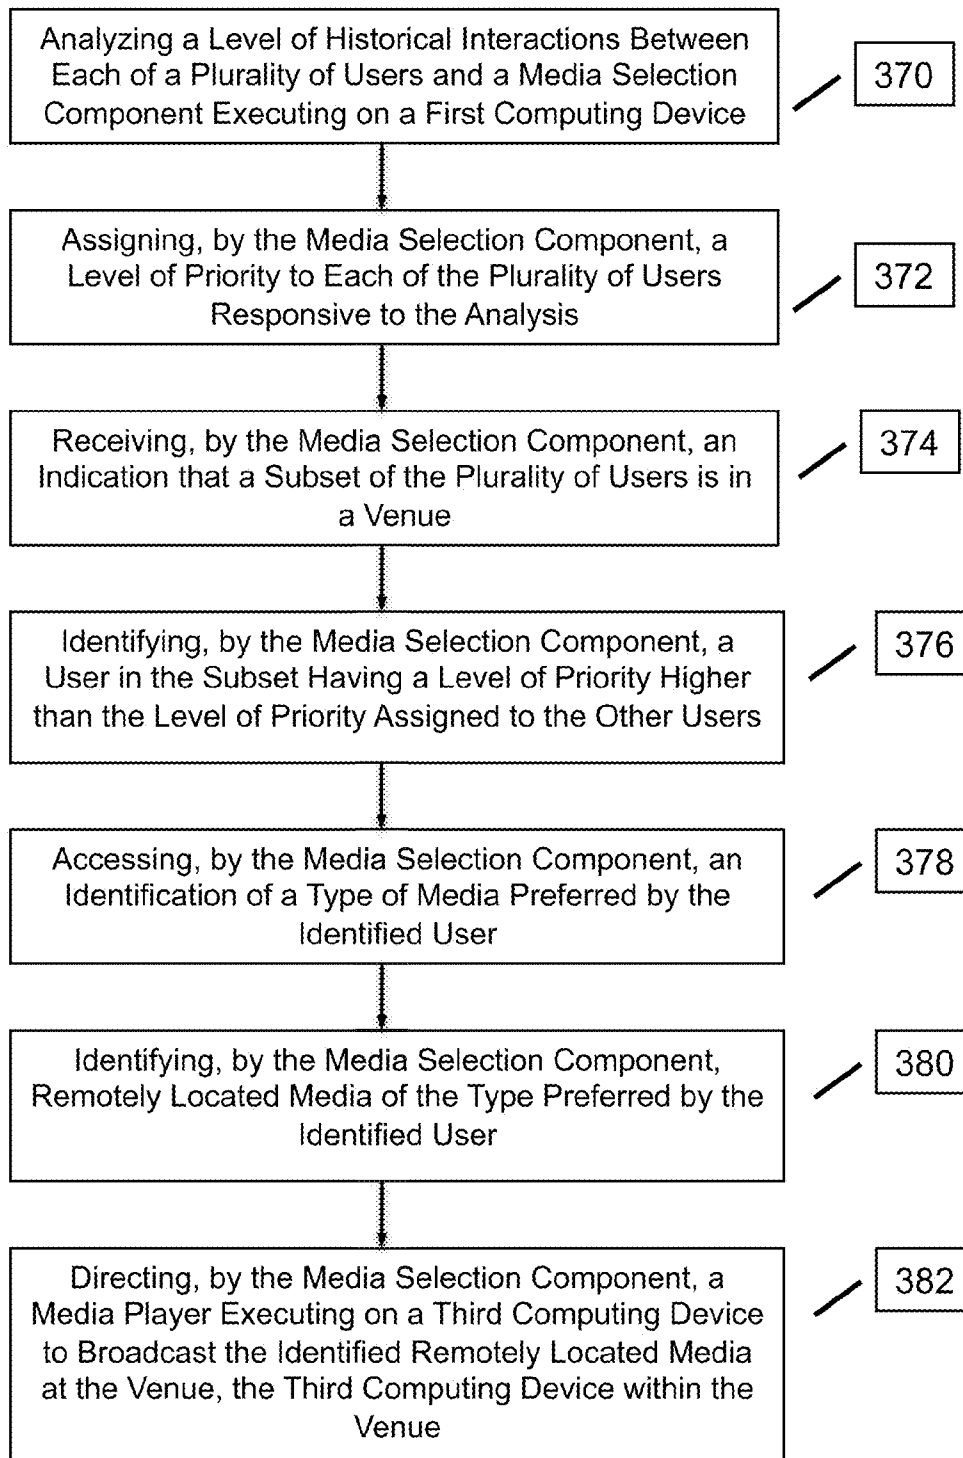 Analyzing a Level of Historical Interactions Between
Each of a Plurality of Users and a Media Selection
Component Executing on a First Computing Device
370
Assigning, by the Media Selection Component, a
Level of Priority to Each of the Plurality of Users
Responsive to the Analysis
372
Receiving, by the Media Selection Component, an
Indication that a Subset of the Plurality of Users is in
a Venue
374
Identifying, by the Media Selection Component, a
User in the Subset Having a Level of Priority Higher
than the Level of Priority Assigned to the Other Users
376
Accessing, by the Media Selection Component, an
Identification of a Type of Media Preferred by the
Identified User
378
Identifying, by the Media Selection Component,
Remotely Located Media of the Type Preferred by the
Identified User
380
Directing, by the Media Selection Component, a
Media Player Executing on a Third Computing Device
to Broadcast the Identified Remotely Located Media
at the Venue, the Third Computing Device within the
Venue
382